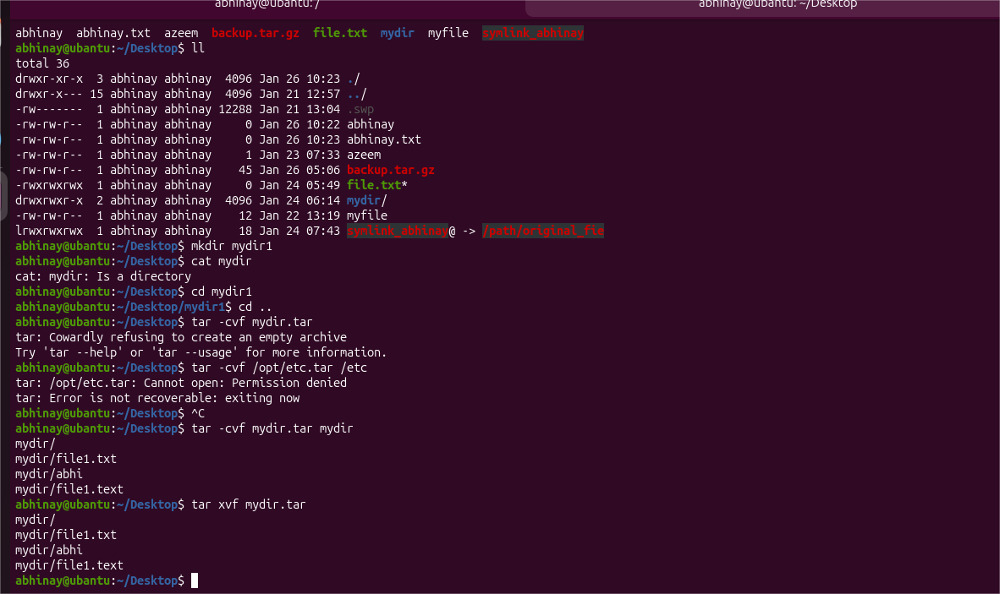 abhinay@ubuntu: /
abhinay@ubuntu: ~/Desktop
abhinay  abhinay.txt  azeem  backup.tar.gz  file.txt  mydir  myfile  symlink_abhinay
abhinay@ubantu:~/Desktop$ ll
total 36
drwxr-xr-x  3 abhinay abhinay  4096 Jan 26 10:23 ./
drwxr-x--- 15 abhinay abhinay  4096 Jan 21 12:57 ../
-rw-------  1 abhinay abhinay 12288 Jan 21 13:04 .swp
-rw-rw-r--  1 abhinay abhinay     0 Jan 26 10:22 abhinay
-rw-rw-r--  1 abhinay abhinay     0 Jan 26 10:23 abhinay.txt
-rw-rw-r--  1 abhinay abhinay     1 Jan 23 07:33 azeem
-rw-rw-r--  1 abhinay abhinay    45 Jan 26 05:06 backup.tar.gz
-rwxrwxrwx  1 abhinay abhinay     0 Jan 24 05:49 file.txt*
drwxrwxr-x  2 abhinay abhinay  4096 Jan 24 06:14 mydir/
-rw-rw-r--  1 abhinay abhinay    12 Jan 22 13:19 myfile
lrwxrwxrwx  1 abhinay abhinay    18 Jan 24 07:43 symlink_abhinay@ -> /path/original_fie
abhinay@ubantu:~/Desktop$ mkdir mydir1
abhinay@ubantu:~/Desktop$ cat mydir
cat: mydir: Is a directory
abhinay@ubantu:~/Desktop$ cd mydir1
abhinay@ubantu:~/Desktop/mydir1$ cd ..
abhinay@ubantu:~/Desktop$ tar -cvf mydir.tar
tar: Cowardly refusing to create an empty archive
Try 'tar --help' or 'tar --usage' for more information.
abhinay@ubantu:~/Desktop$ tar -cvf /opt/etc.tar /etc
tar: /opt/etc.tar: Cannot open: Permission denied
tar: Error is not recoverable: exiting now
abhinay@ubantu:~/Desktop$ ^C
abhinay@ubantu:~/Desktop$ tar -cvf mydir.tar mydir
mydir/
mydir/file1.txt
mydir/abhi
mydir/file1.text
abhinay@ubantu:~/Desktop$ tar xvf mydir.tar
mydir/
mydir/file1.txt
mydir/abhi
mydir/file1.text
abhinay@ubantu:~/Desktop$